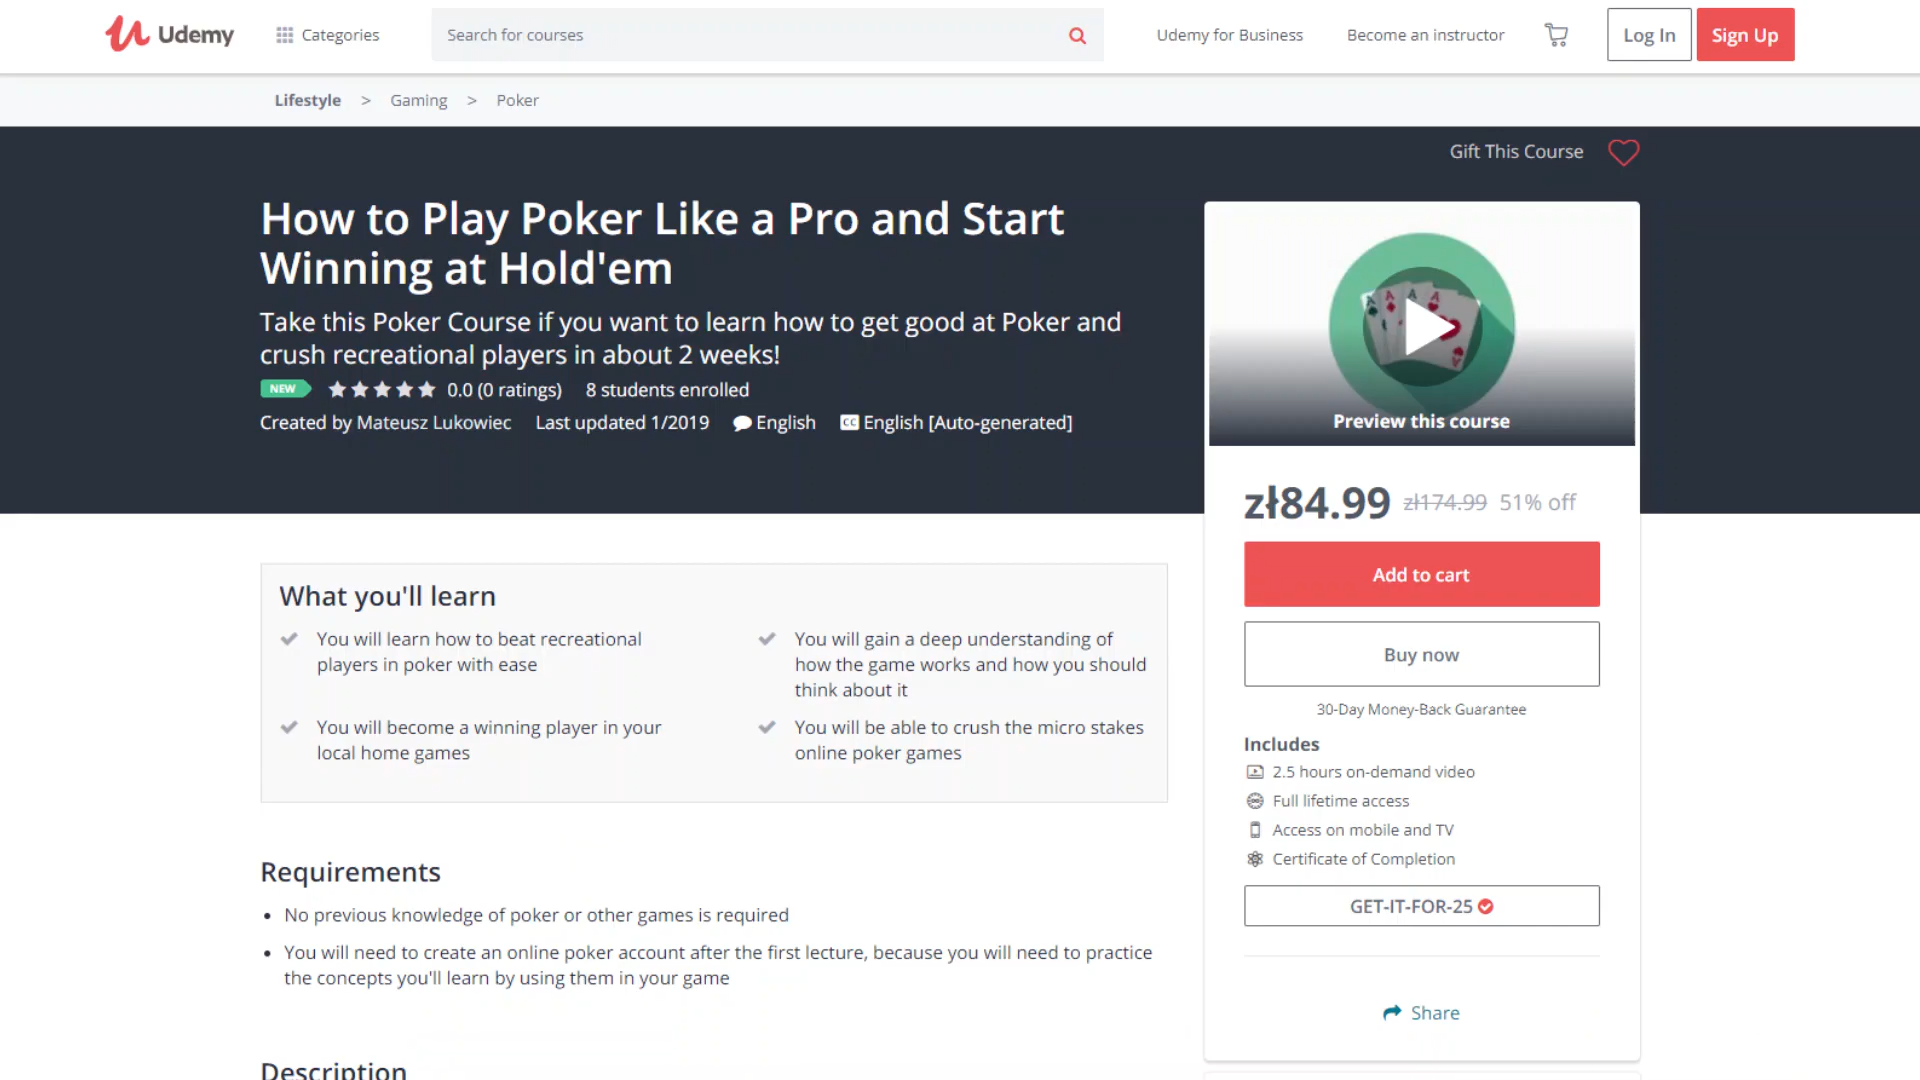 Udemy
Categories
Search for courses
Udemy for Business
Become an instructor
Log In
Sign Up
Lifestyle > Gaming > Poker
Gift This Course
How to Play Poker Like a Pro and Start
Winning at Hold'em
Take this Poker Course if you want to learn how to get good at Poker and
crush recreational players in about 2 weeks!
NEW 0.0 (0 ratings) 8 students enrolled
Created by Mateusz Lukowiec Last updated 1/2019 English CC English [Auto-generated]
Preview this course
zł84.99 zł174.99 51% off
Add to cart
Buy now
30-Day Money-Back Guarantee
Includes
2.5 hours on-demand video
Full lifetime access
Access on mobile and TV
Certificate of Completion
GET-IT-FOR-25
Share
What you'll learn
You will learn how to beat recreational
players in poker with ease
You will gain a deep understanding of
how the game works and how you should
think about it
You will become a winning player in your
local home games
You will be able to crush the micro stakes
online poker games
Requirements
No previous knowledge of poker or other games is required
You will need to create an online poker account after the first lecture, because you will need to practice
the concepts you'll learn by using them in your game
Description